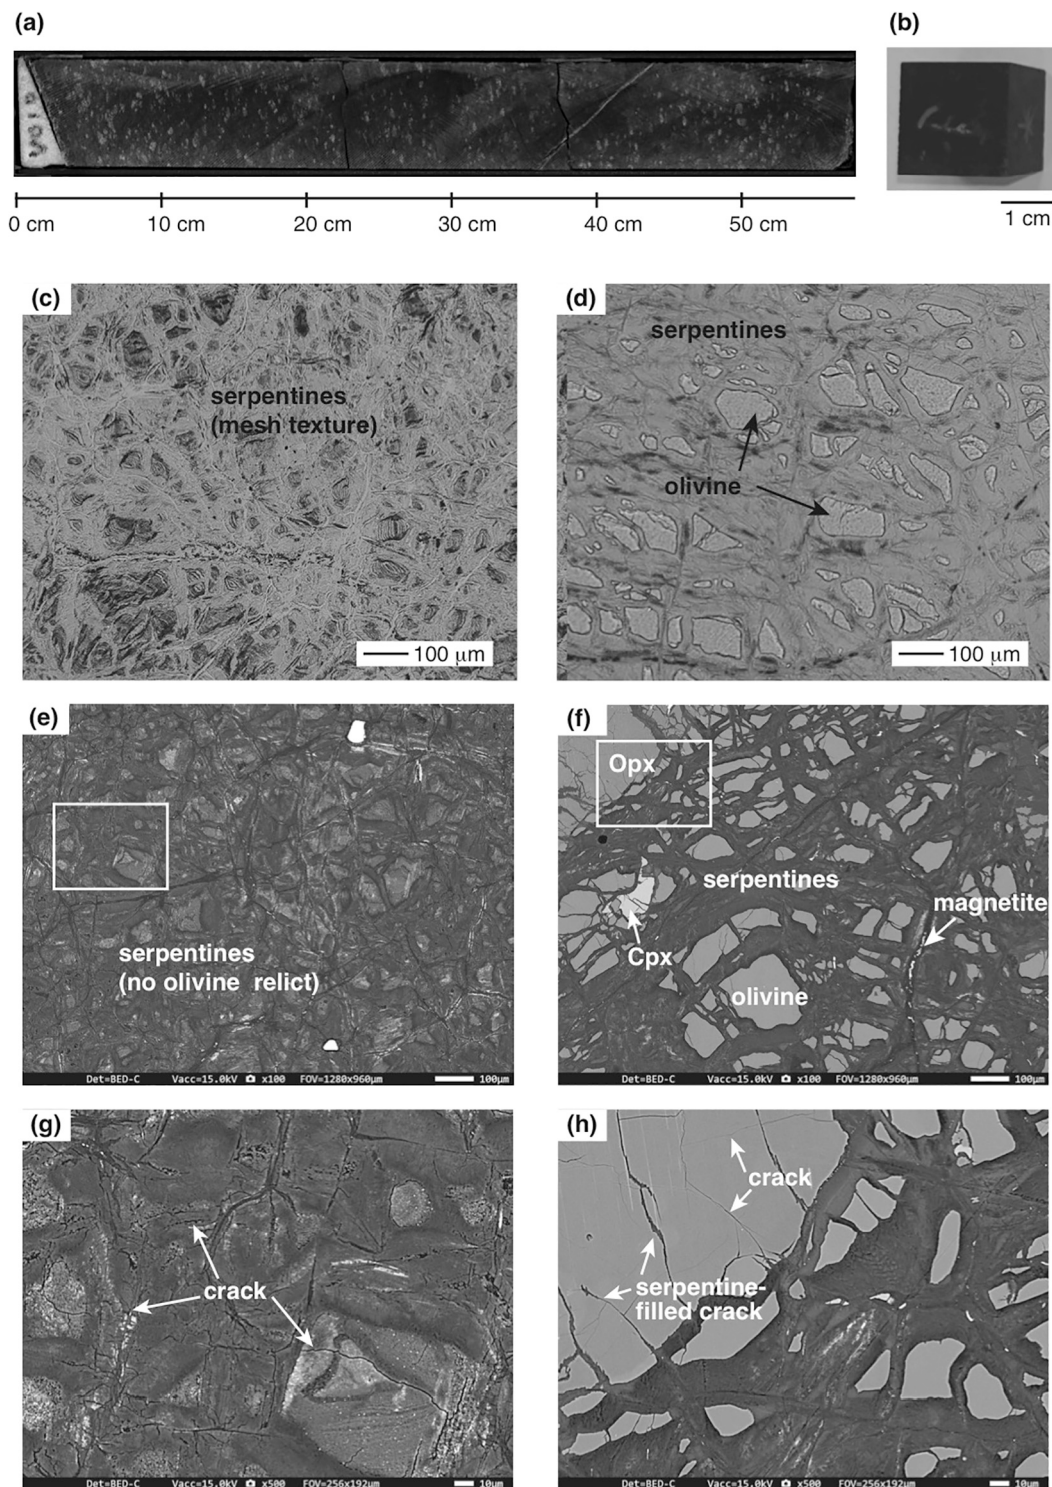 (a)
(b)
0 cm
10 cm
20 cm
30 cm
40 cm
50 cm
1 cm
(c)
serpentines
(mesh texture)
100 μm
(d)
serpentines
olivine
100 μm
(e)
serpentines
(no olivine relict)
Det=BED-C Vacc=15.0kV x100 FOV=1280x960μm 100μm
(f)
Opx
serpentines
magnetite
Cpx
olivine
Det=BED-C Vacc=15.0kV x100 FOV=1280x960μm 100μm
(g)
crack
Det=BED-C Vacc=15.0kV x500 FOV=256x192μm 10μm
(h)
crack
serpentine-
filled crack
Det=BED-C Vacc=15.0kV x500 FOV=256x192μm 10μm